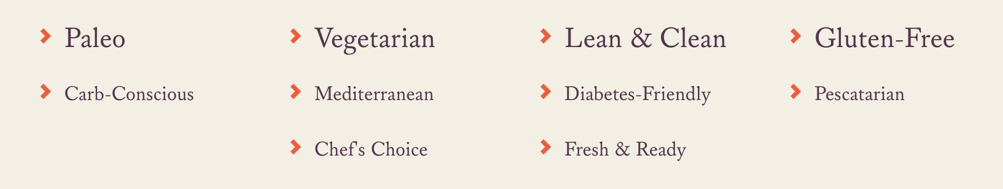 Paleo
Vegetarian
Lean & Clean
Gluten-Free
Carb-Conscious
Mediterranean
Diabetes-Friendly
Pescatarian
Chef's Choice
Fresh & Ready